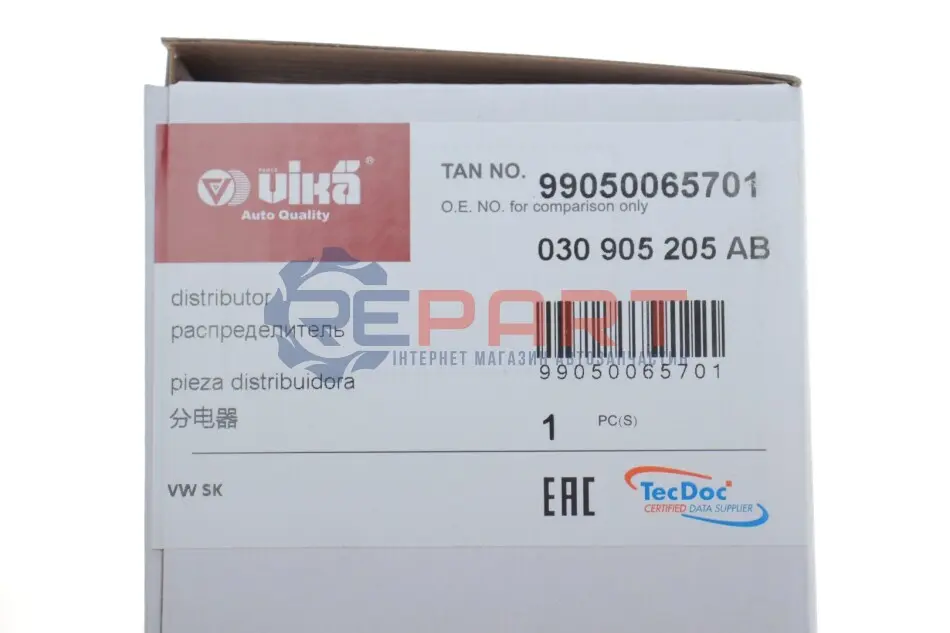 PARTS
vika®
Auto Quality
TAN NO. 99050065701
O.E. NO. for comparison only
030 905 205 AB
distributor
распределитель
REPART
ІНТЕРНЕТ МАГАЗИН АВТОЗАПЧАСТИН
99050065701
pieza distribuidora
分电器
1 PC(S)
VW SK
EAC
TecDoc
CERTIFIED DATA SUPPLIER